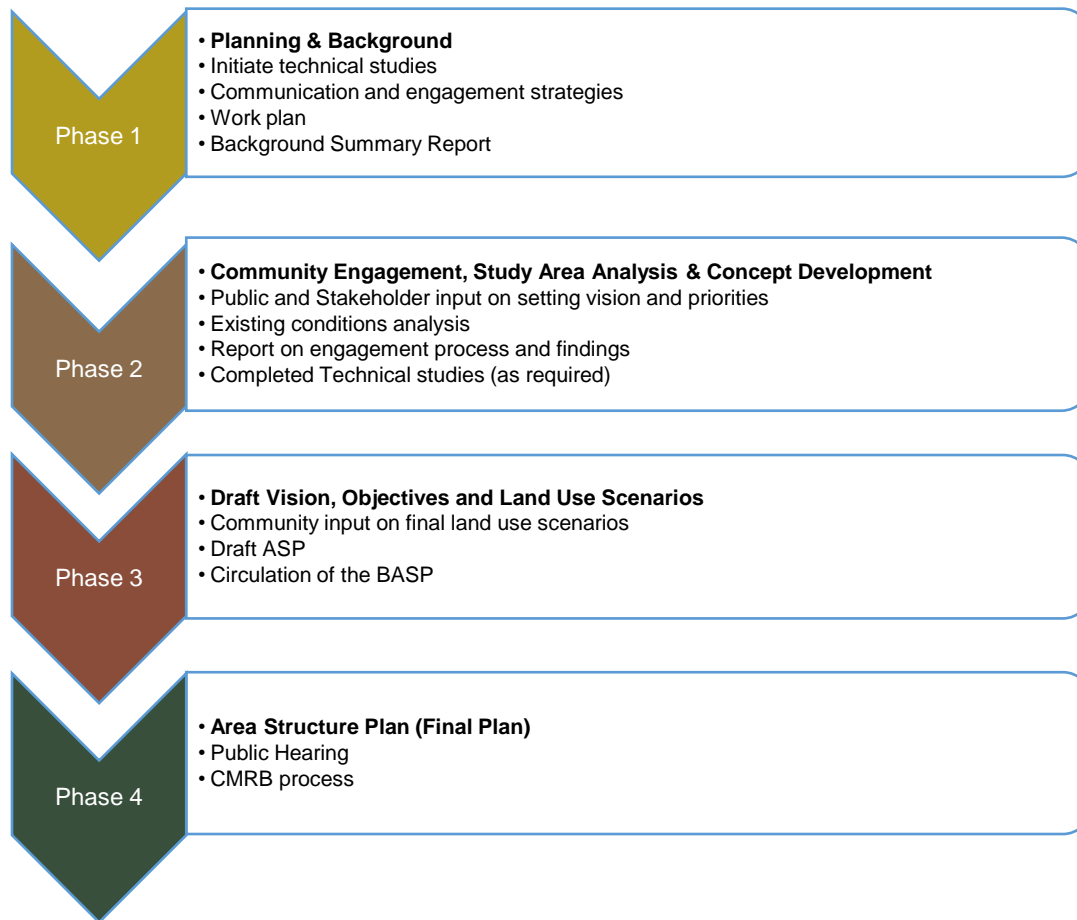 Phase 1
• Planning & Background
• Initiate technical studies
• Communication and engagement strategies
• Work plan
• Background Summary Report
Phase 2
• Community Engagement, Study Area Analysis & Concept Development
• Public and Stakeholder input on setting vision and priorities
• Existing conditions analysis
• Report on engagement process and findings
• Completed Technical studies (as required)
Phase 3
• Draft Vision, Objectives and Land Use Scenarios
• Community input on final land use scenarios
• Draft ASP
• Circulation of the BASP
Phase 4
• Area Structure Plan (Final Plan)
• Public Hearing
• CMRB process